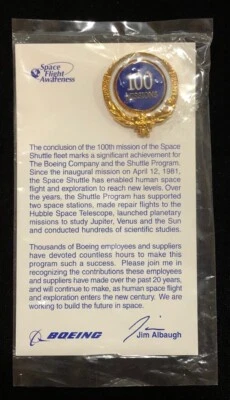 Space
Flight
Awareness
100
MISSIONS
The conclusion of the 100th mission of the Space
Shuttle fleet marks a significant achievement for
The Boeing Company and the Shuttle Program.
Since the inaugural mission on April 12, 1981,
the Space Shuttle has enabled human space
flight and exploration to reach new levels. Over
the years, the Shuttle Program has supported
two space stations, made repair flights to the
Hubble Space Telescope, launched planetary
missions to study Jupiter, Venus and the Sun
and conducted hundreds of scientific studies.
Thousands of Boeing employees and suppliers
have devoted countless hours to make this
program such a success. Please join me in
recognizing the contributions these employees
and suppliers have made over the past 20 years,
and will continue to make, as human space flight
and exploration enters the new century. We are
working to build the future in space.
BOEING
Jim Albaugh